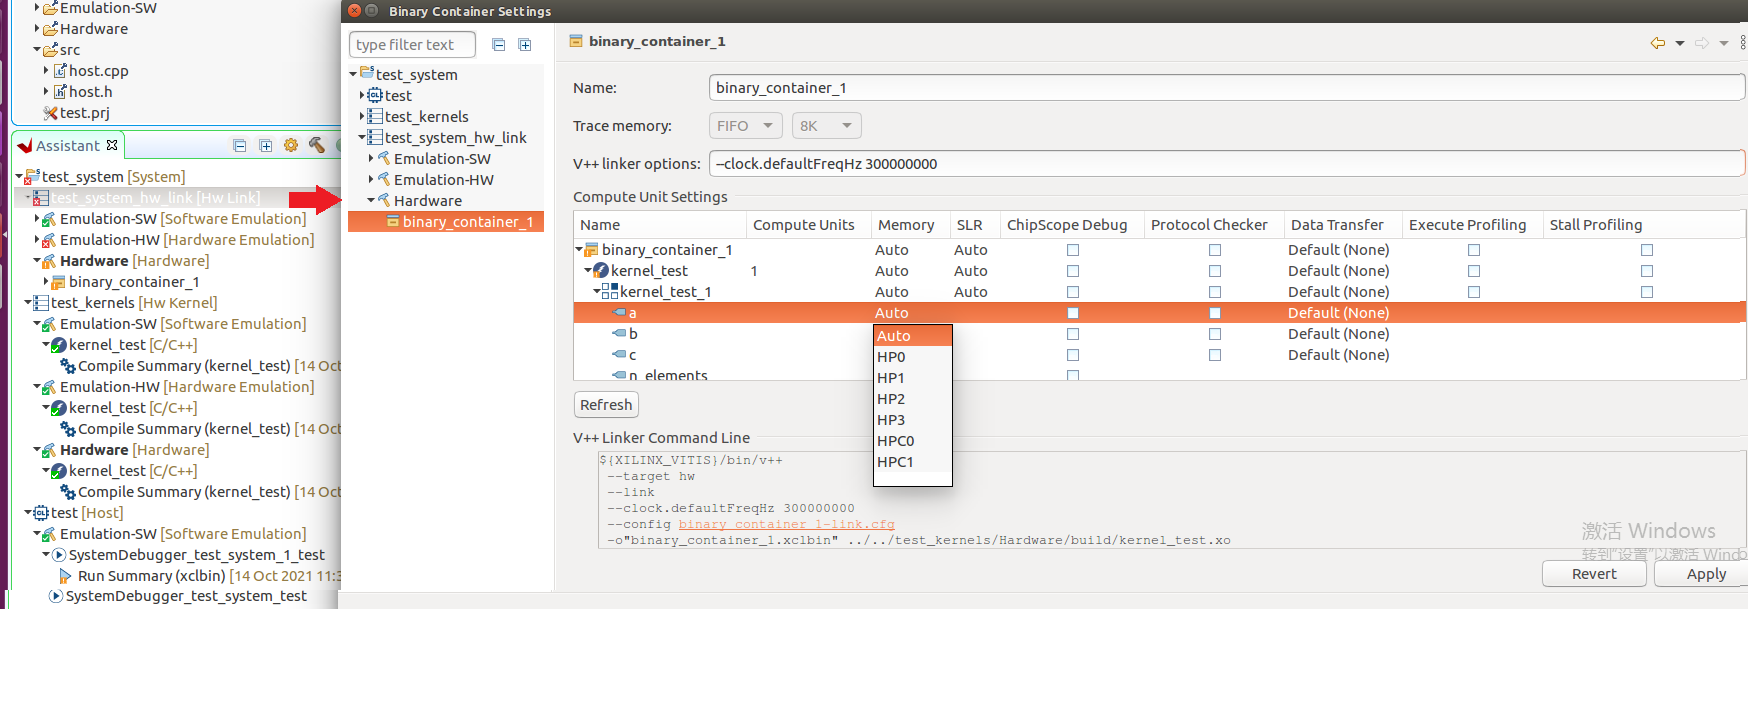 Emulation-SW
Hardware
src
host.cpp
host.h
test.prj
Assistant
test_system [System]
test_system_hw_link [Hw Link]
Emulation-SW [Software Emulation]
Emulation-HW [Hardware Emulation]
Hardware [Hardware]
binary_container_1
test_kernels [Hw Kernel]
Emulation-SW [Software Emulation]
kernel_test [C/C++]
Compile Summary (kernel_test) [14 Oct
Emulation-HW [Hardware Emulation]
kernel_test [C/C++]
Compile Summary (kernel_test) [14 Oct
Hardware [Hardware]
kernel_test [C/C++]
Compile Summary (kernel_test) [14 Oct
test [Host]
Emulation-SW [Software Emulation]
SystemDebugger_test_system_1_test
Run Summary (xclbin) [14 Oct 2021 11:3
SystemDebugger_test_system_test
Binary Container Settings
type filter text
test_system
test
test_kernels
test_system_hw_link
Emulation-SW
Emulation-HW
Hardware
binary_container_1
binary_container_1
Name: binary_container_1
Trace memory: FIFO 8K
V++ linker options: --clock.defaultFreqHz 300000000
Compute Unit Settings
Name Compute Units Memory SLR ChipScope Debug Protocol Checker Data Transfer Execute Profiling Stall Profiling
binary_container_1 Auto Auto Default (None)
kernel_test 1 Auto Auto Default (None)
kernel_test_1 Auto Auto Default (None)
a Auto Default (None)
b Default (None)
c Default (None)
n_elements
Auto
HP0
HP1
HP2
HP3
HPC0
HPC1
Refresh
V++ Linker Command Line
${XILINX_VITIS}/bin/v++
--target hw
--link
--clock.defaultFreqHz 300000000
--config binary_container_1-link.cfg
-o"binary_container_1.xclbin" ../../test_kernels/Hardware/build/kernel_test.xo
激活 Windows
转到"设置"以激活 Windo
Revert Apply